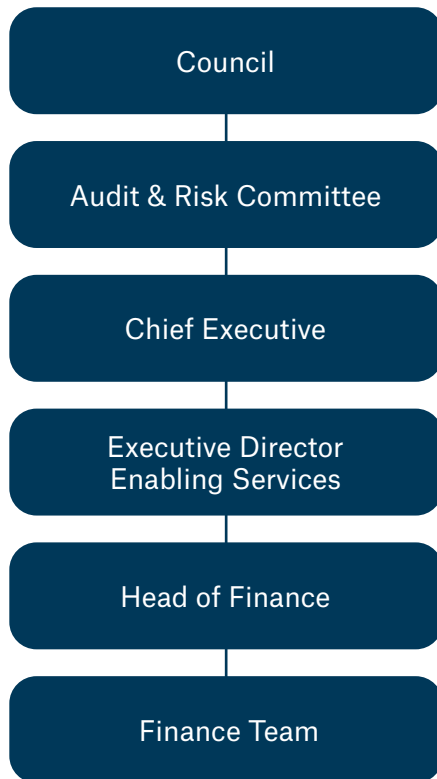 Council
Audit & Risk Committee
Chief Executive
Executive Director
Enabling Services
Head of Finance
Finance Team